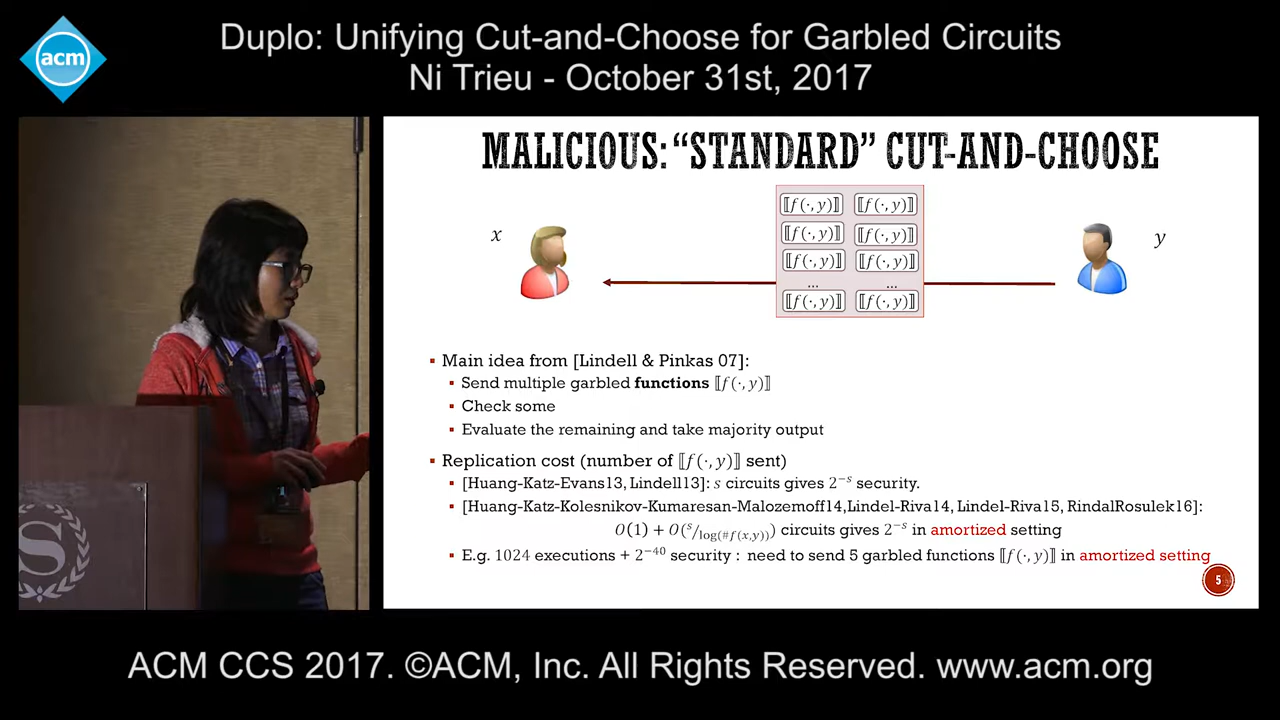 Duplo: Unifying Cut-and-Choose for Garbled Circuits
acm
Ni Trieu - October 31st, 2017
MALICIOUS: “STANDARD” CUT-AND-CHOOSE
⟦f(·,y)⟧ ⟦f(·,y)⟧
⟦f(·,y)⟧ ⟦f(·,y)⟧
⟦f(·,y)⟧ ⟦f(·,y)⟧
... ...
⟦f(·,y)⟧ ⟦f(·,y)⟧
x
y
▪ Main idea from [Lindell & Pinkas 07]:
▪ Send multiple garbled functions ⟦f(·,y)⟧
▪ Check some
▪ Evaluate the remaining and take majority output
▪ Replication cost (number of ⟦f(·,y)⟧ sent)
▪ [Huang-Katz-Evans13, Lindell13]: s circuits gives 2⁻ˢ security.
▪ [Huang-Katz-Kolesnikov-Kumaresan-Malozemoff14,Lindel-Riva14, Lindel-Riva15, RindalRosulek16]:
O(1) + O(s/log(#f(x,y))) circuits gives 2⁻ˢ in amortized setting
▪ E.g. 1024 executions + 2⁻⁴⁰ security : need to send 5 garbled functions ⟦f(·,y)⟧ in amortized setting
5
S
ACM CCS 2017. ©ACM, Inc. All Rights Reserved. www.acm.org